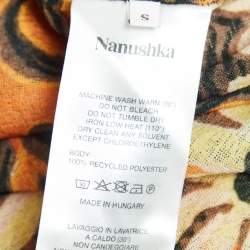 S
Nanushka
MACHINE WASH WARM (30°)
DO NOT BLEACH
DO NOT TUMBLE DRY
IRON LOW HEAT (110°)
DRY CLEAN ANY SOLVENT
EXCEPT CHLOROETHYLENE
BODY:
100% RECYCLED POLYESTER
MADE IN HUNGARY
LAVAGGIO IN LAVATRICE
A CALDO (30°)
NON CANDEGGIARE